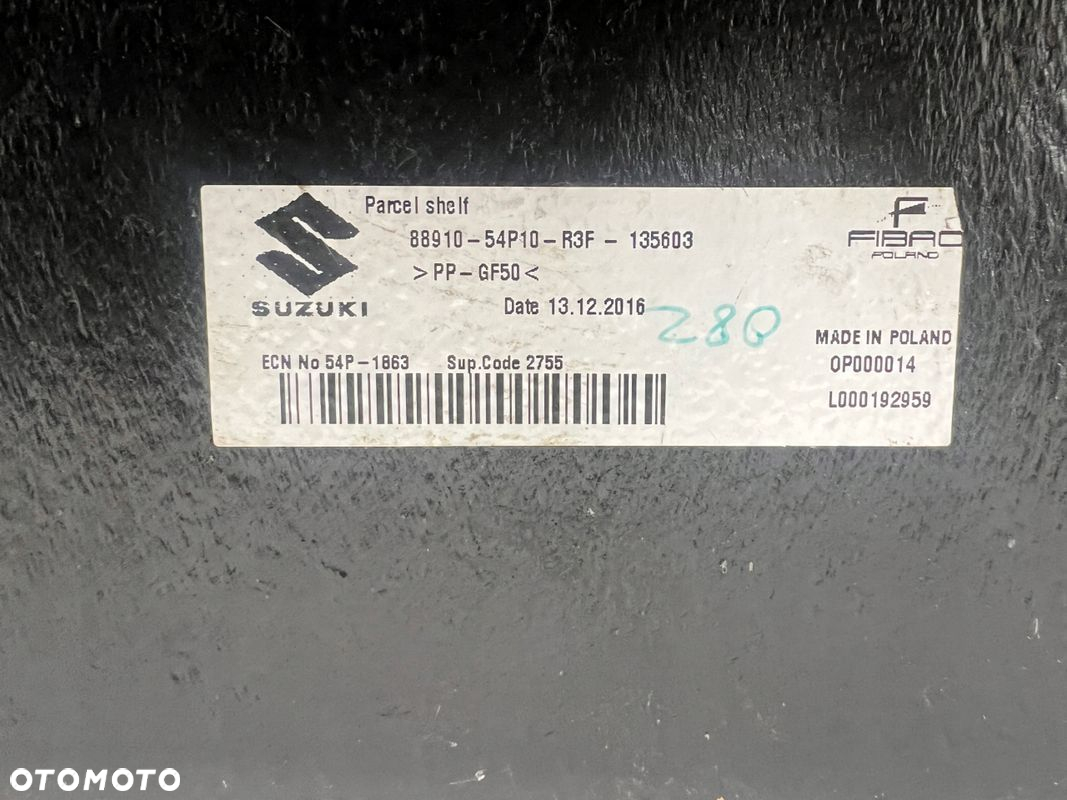 Parcel shelf
88910-54P10-R3F-135603
>PP-GF50<
Date 13.12.2016
SUZUKI
FIBRO
POLAND
280
MADE IN POLAND
ECN No 54P-1863 Sup.Code 2755
OP000014
L000192959
OTOMOTO